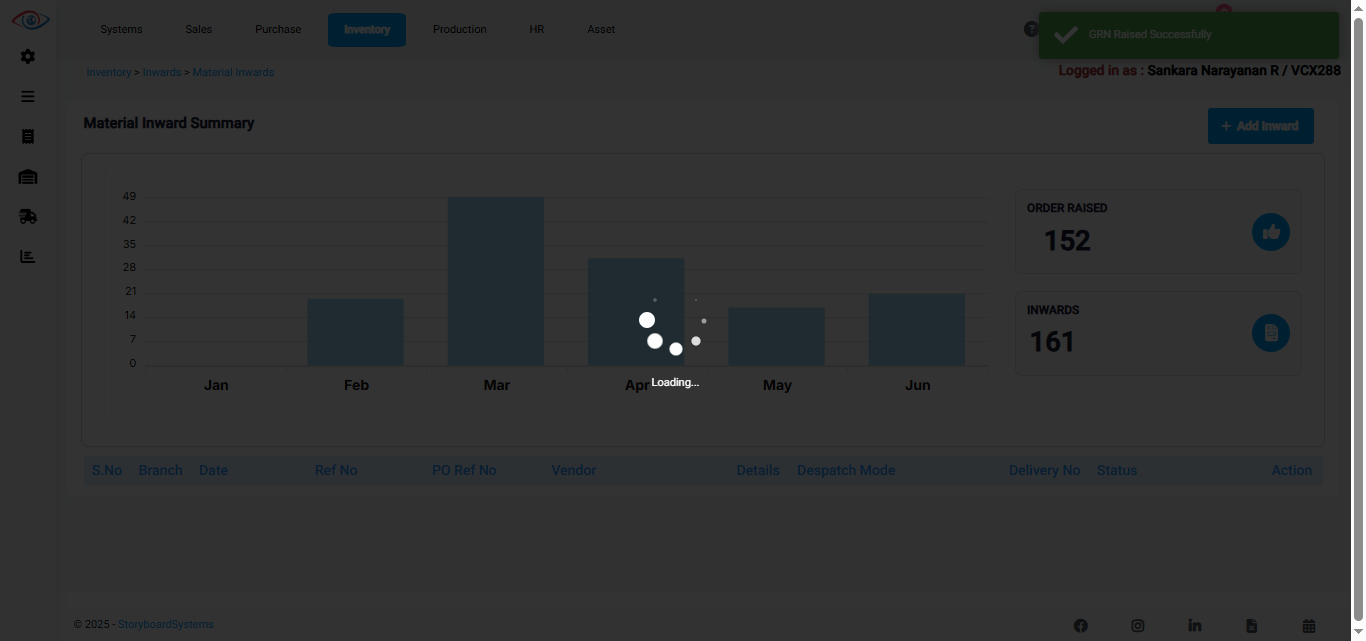 Systems Sales Purchase Inventory Production HR Asset
GRN Raised Successfully
Inventory > Inwards > Material Inwards
Logged in as : Sankara Narayanan R / VCX288
Material Inward Summary
+ Add Inward
49
42
35
28
21
14
7
0
Jan Feb Mar Apr May Jun
Loading...
ORDER RAISED
152
INWARDS
161
S.No Branch Date Ref No PO Ref No Vendor Details Despatch Mode Delivery No Status Action
© 2025 - StoryboardSystems